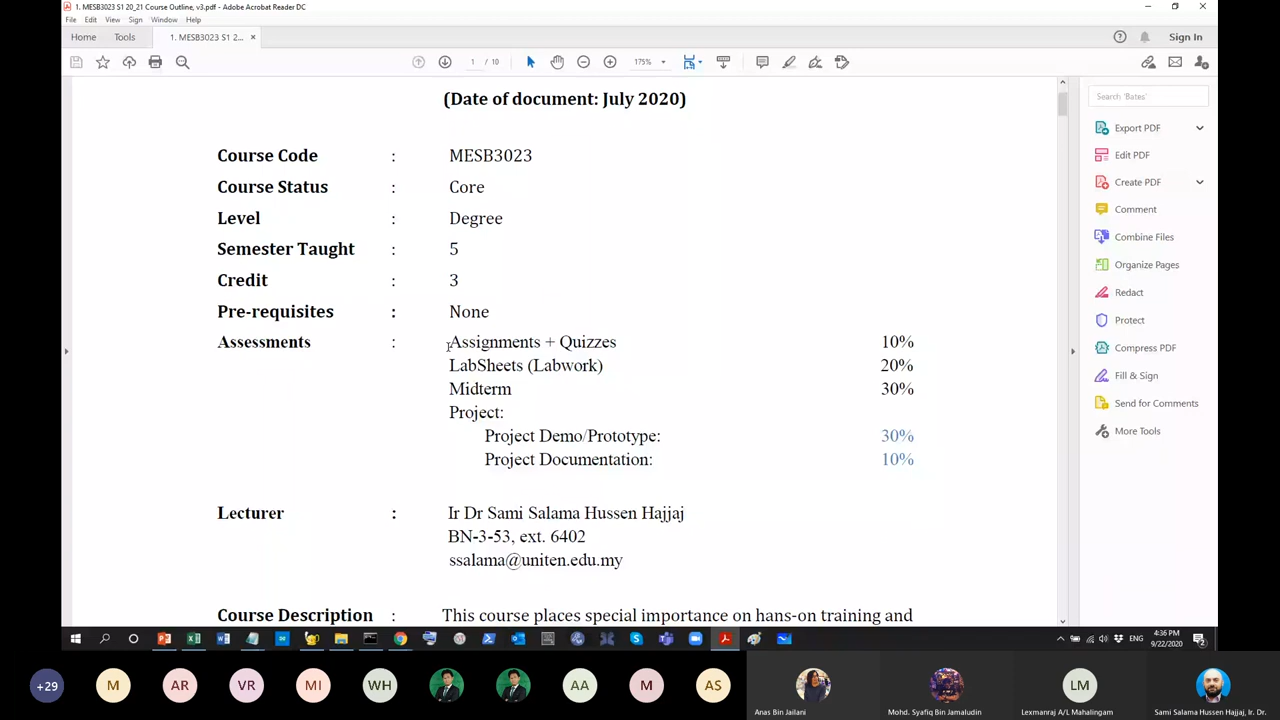 1. MESB3023 S1 20_21 Course Outline, v3.pdf - Adobe Acrobat Reader DC
File Edit View Sign Window Help
Home Tools 1. MESB3023 S1 2... × Sign In
1 / 10 175%
(Date of document: July 2020)
Course Code : MESB3023
Course Status : Core
Level : Degree
Semester Taught : 5
Credit : 3
Pre-requisites : None
Assessments : Assignments + Quizzes 10%
LabSheets (Labwork) 20%
Midterm 30%
Project:
Project Demo/Prototype: 30%
Project Documentation: 10%
Lecturer : Ir Dr Sami Salama Hussen Hajjaj
BN-3-53, ext. 6402
ssalama@uniten.edu.my
Course Description : This course places special importance on hans-on training and
Search 'Bates'
Export PDF
Edit PDF
Create PDF
Comment
Combine Files
Organize Pages
Redact
Protect
Compress PDF
Fill & Sign
Send for Comments
More Tools
ENG
4:36 PM
9/22/2020
+29 M AR VR MI WH AA M AS LM
Anas Bin Jailani
Mohd. Syafiq Bin Jamaludin
Lexmanraj A/L Mahalingam
Sami Salama Hussen Hajjaj, Ir. Dr.